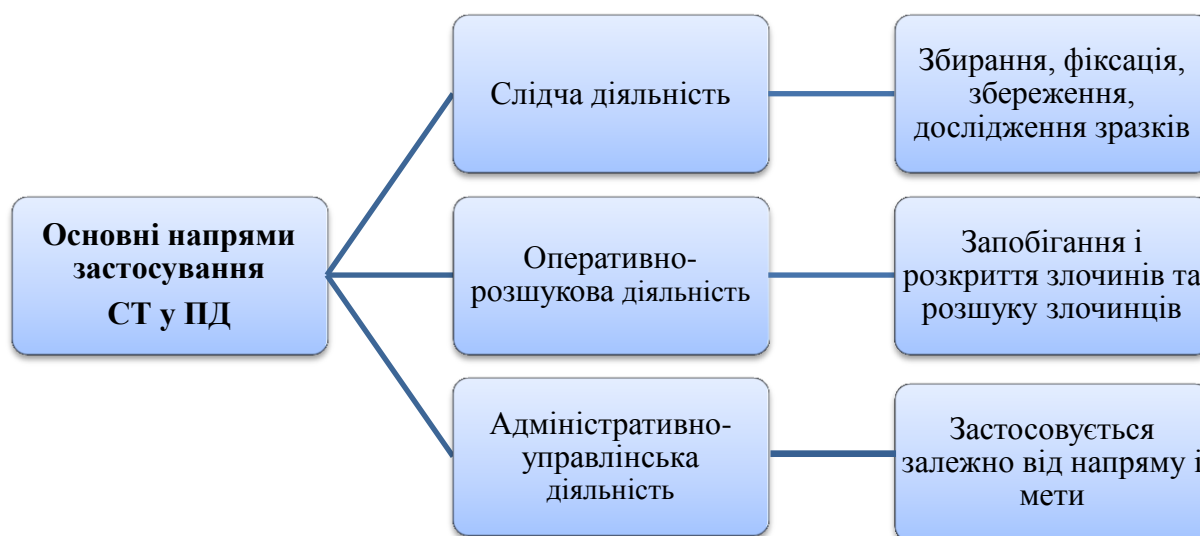 Основні напрями
застосування
СТ у ПД
Слідча діяльність
Збирання, фіксація,
збереження,
дослідження зразків
Оперативно-
розшукова діяльність
Запобігання і
розкриття злочинів та
розшуку злочинців
Адміністративно-
управлінська
діяльність
Застосовується
залежно від напряму і
мети